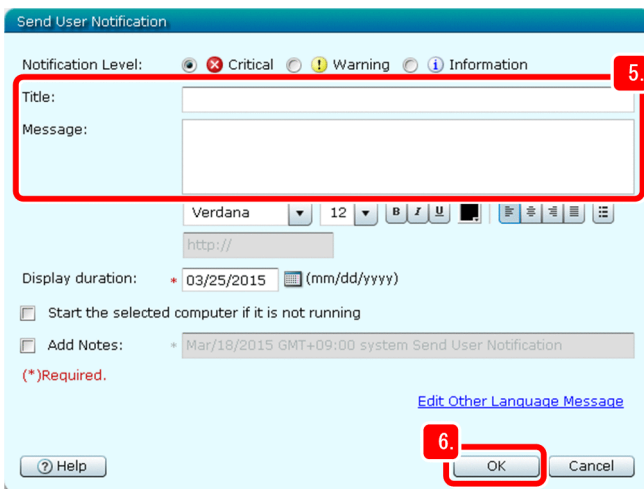 Send User Notification
Notification Level: Critical Warning Information
5.
Title:
Message:
Verdana 12 B I U
http://
Display duration: * 03/25/2015 (mm/dd/yyyy)
Start the selected computer if it is not running
Add Notes: * Mar/18/2015 GMT+09:00 system Send User Notification
(*)Required.
Edit Other Language Message
6.
? Help OK Cancel